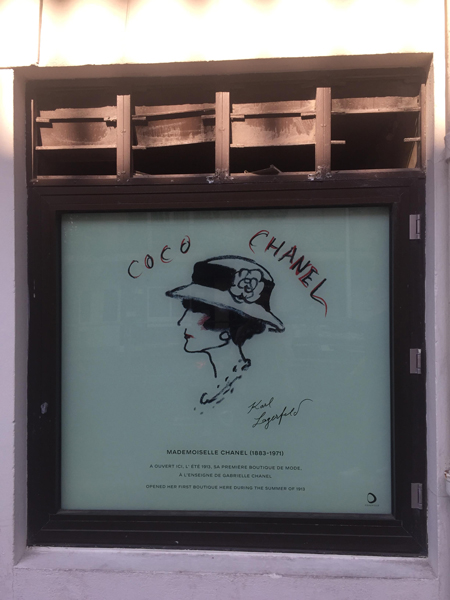 COCO CHANEL
Karl
Lagerfeld
MADEMOISELLE CHANEL (1883-1971)
A OUVERT ICI, L' ÉTÉ 1913, SA PREMIÈRE BOUTIQUE DE MODE,
À L'ENSEIGNE DE GABRIELLE CHANEL
OPENED HER FIRST BOUTIQUE HERE DURING THE SUMMER OF 1913